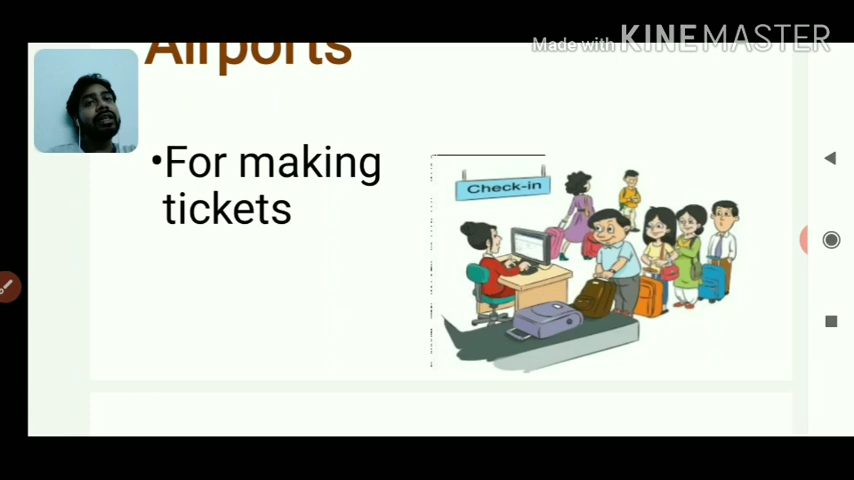 Made with KINEMASTER
Airports
•For making
tickets
Check-in